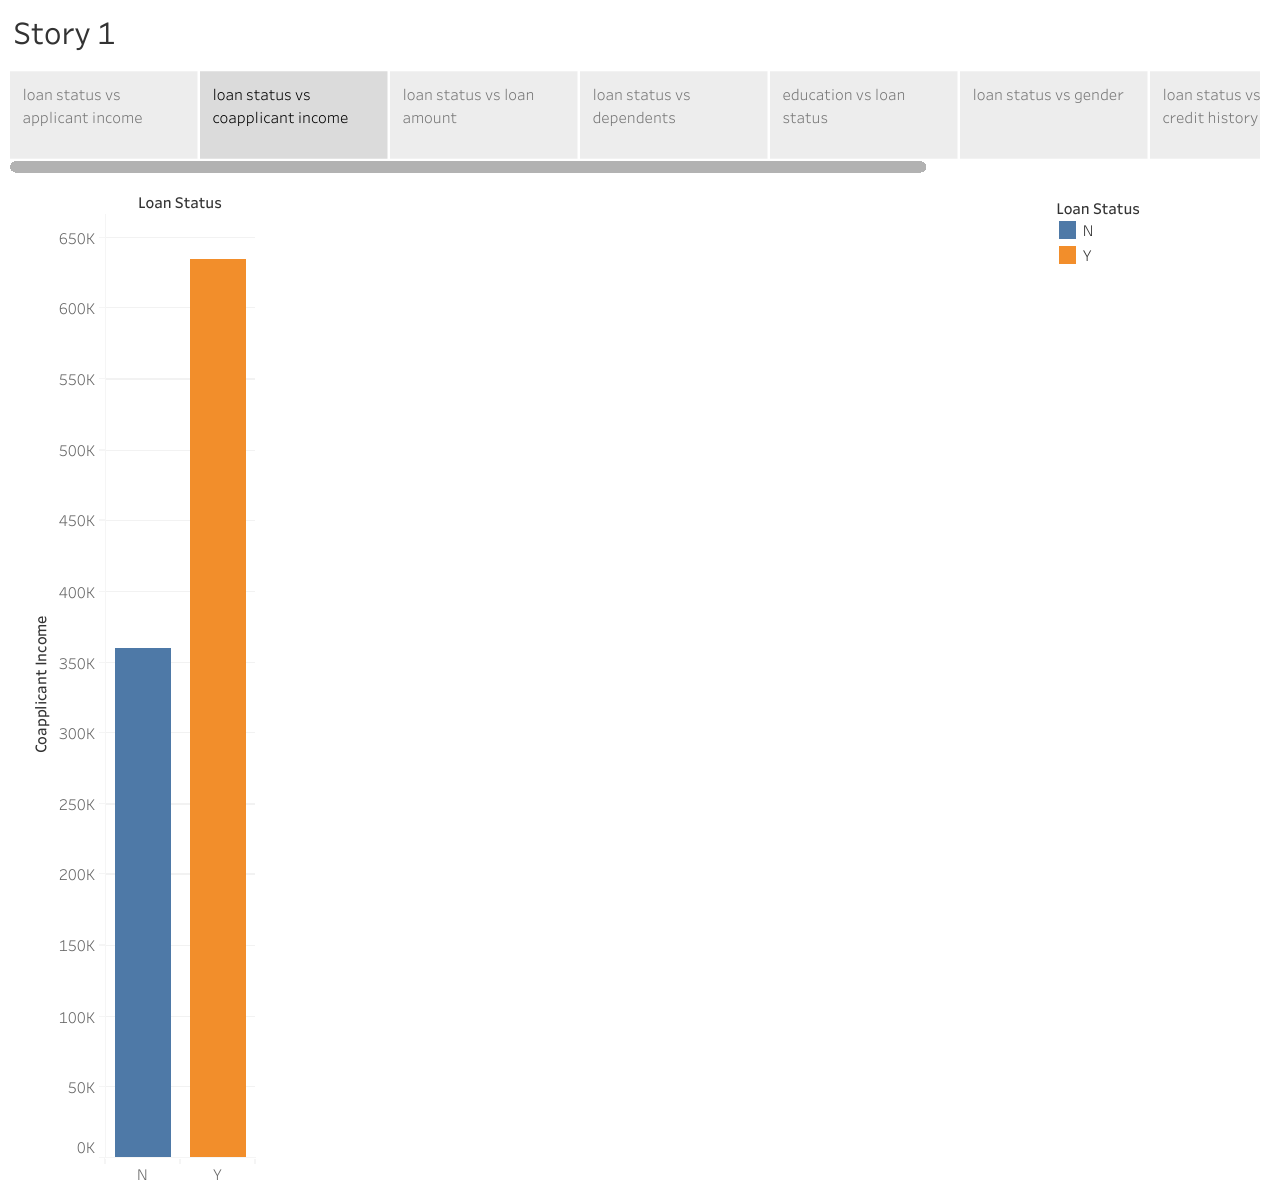 Story 1
loan status vs
applicant income
loan status vs
coapplicant income
loan status vs loan
amount
loan status vs
dependents
education vs loan
status
loan status vs gender
loan status vs
credit history
Loan Status
650K
600K
550K
500K
450K
400K
350K
300K
250K
200K
150K
100K
50K
0K
Coapplicant Income
N
Y
Loan Status
N
Y